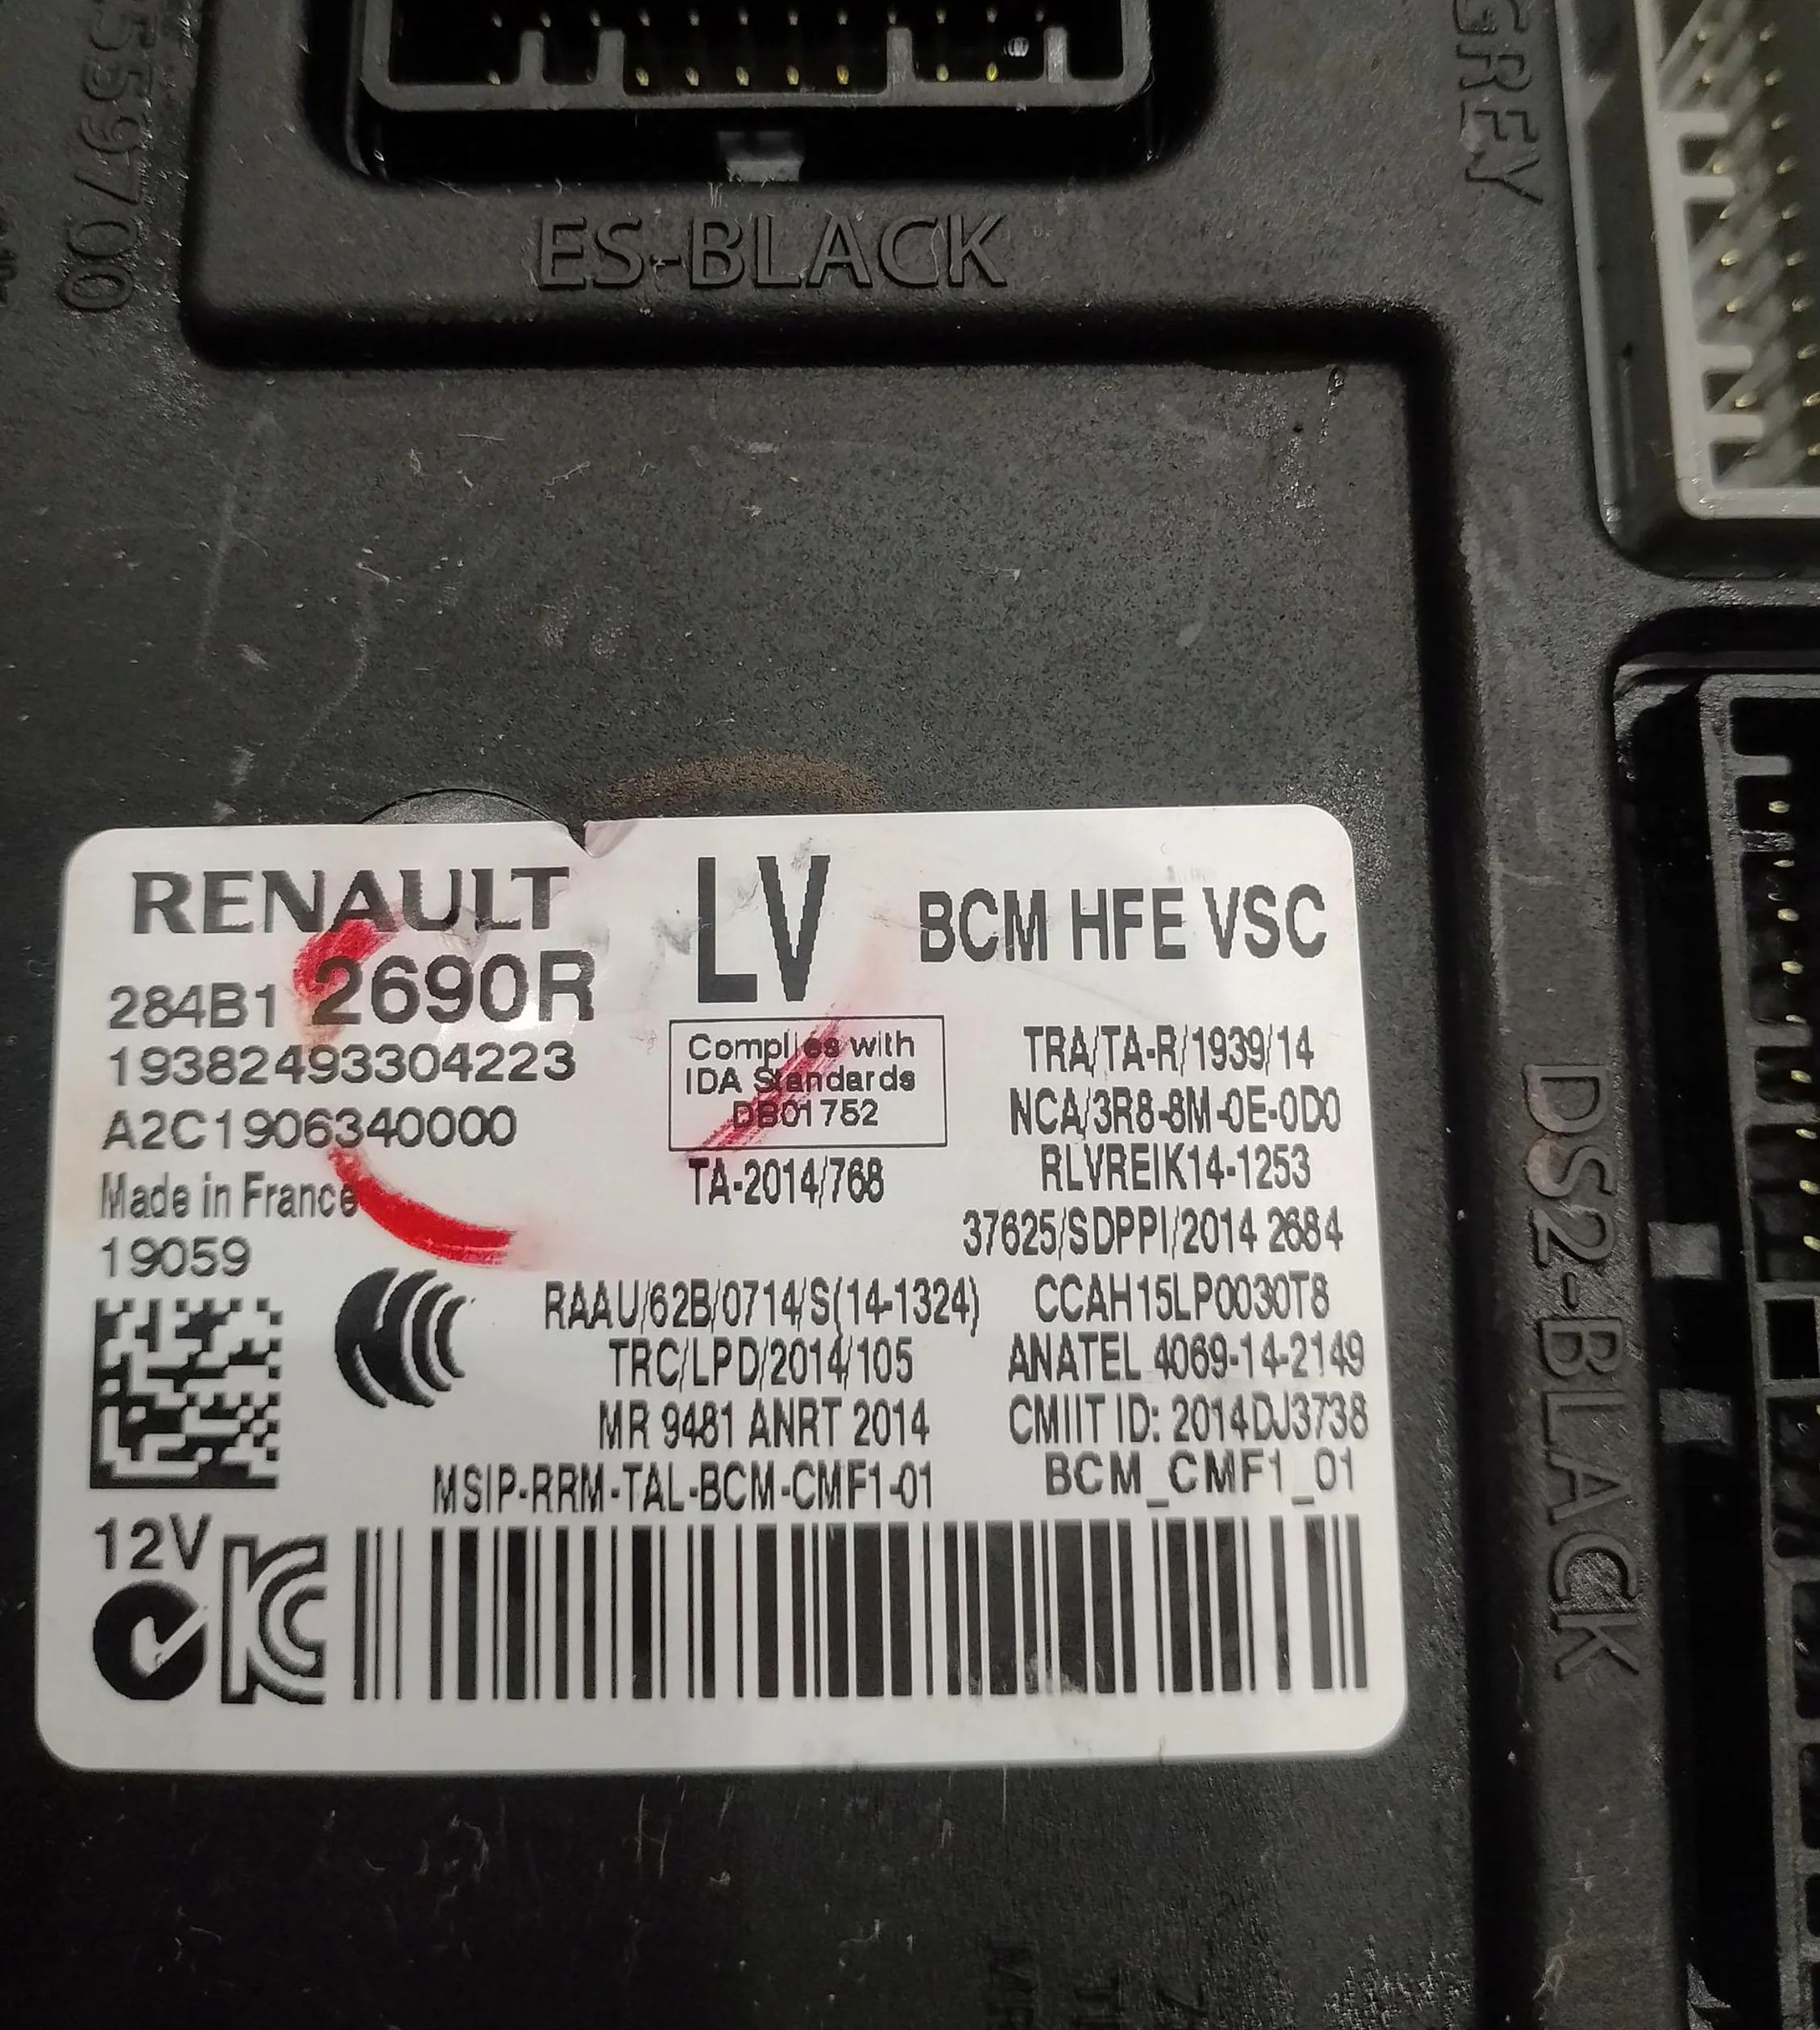 59700
GREY
ES-BLACK
RENAULT
LV
BCM HFE VSC
284B1 2690R
19382493304223
A2C1906340000
Made in France
19059
Complies with
IDA Standards
DB01752
TA-2014/768
TRA/TA-R/1939/14
NCA/3R8-8M-0E-0D0
RLVREIK14-1253
37625/SDPPI/2014 2684
RAAU/62B/0714/S(14-1324)
CCAH15LP0030T8
TRC/LPD/2014/105
ANATEL 4069-14-2149
MR 9481 ANRT 2014
CMIIT ID: 2014DJ3738
MSIP-RRM-TAL-BCM-CMF1-01
BCM_CMF1_01
12V
DS2-BLACK